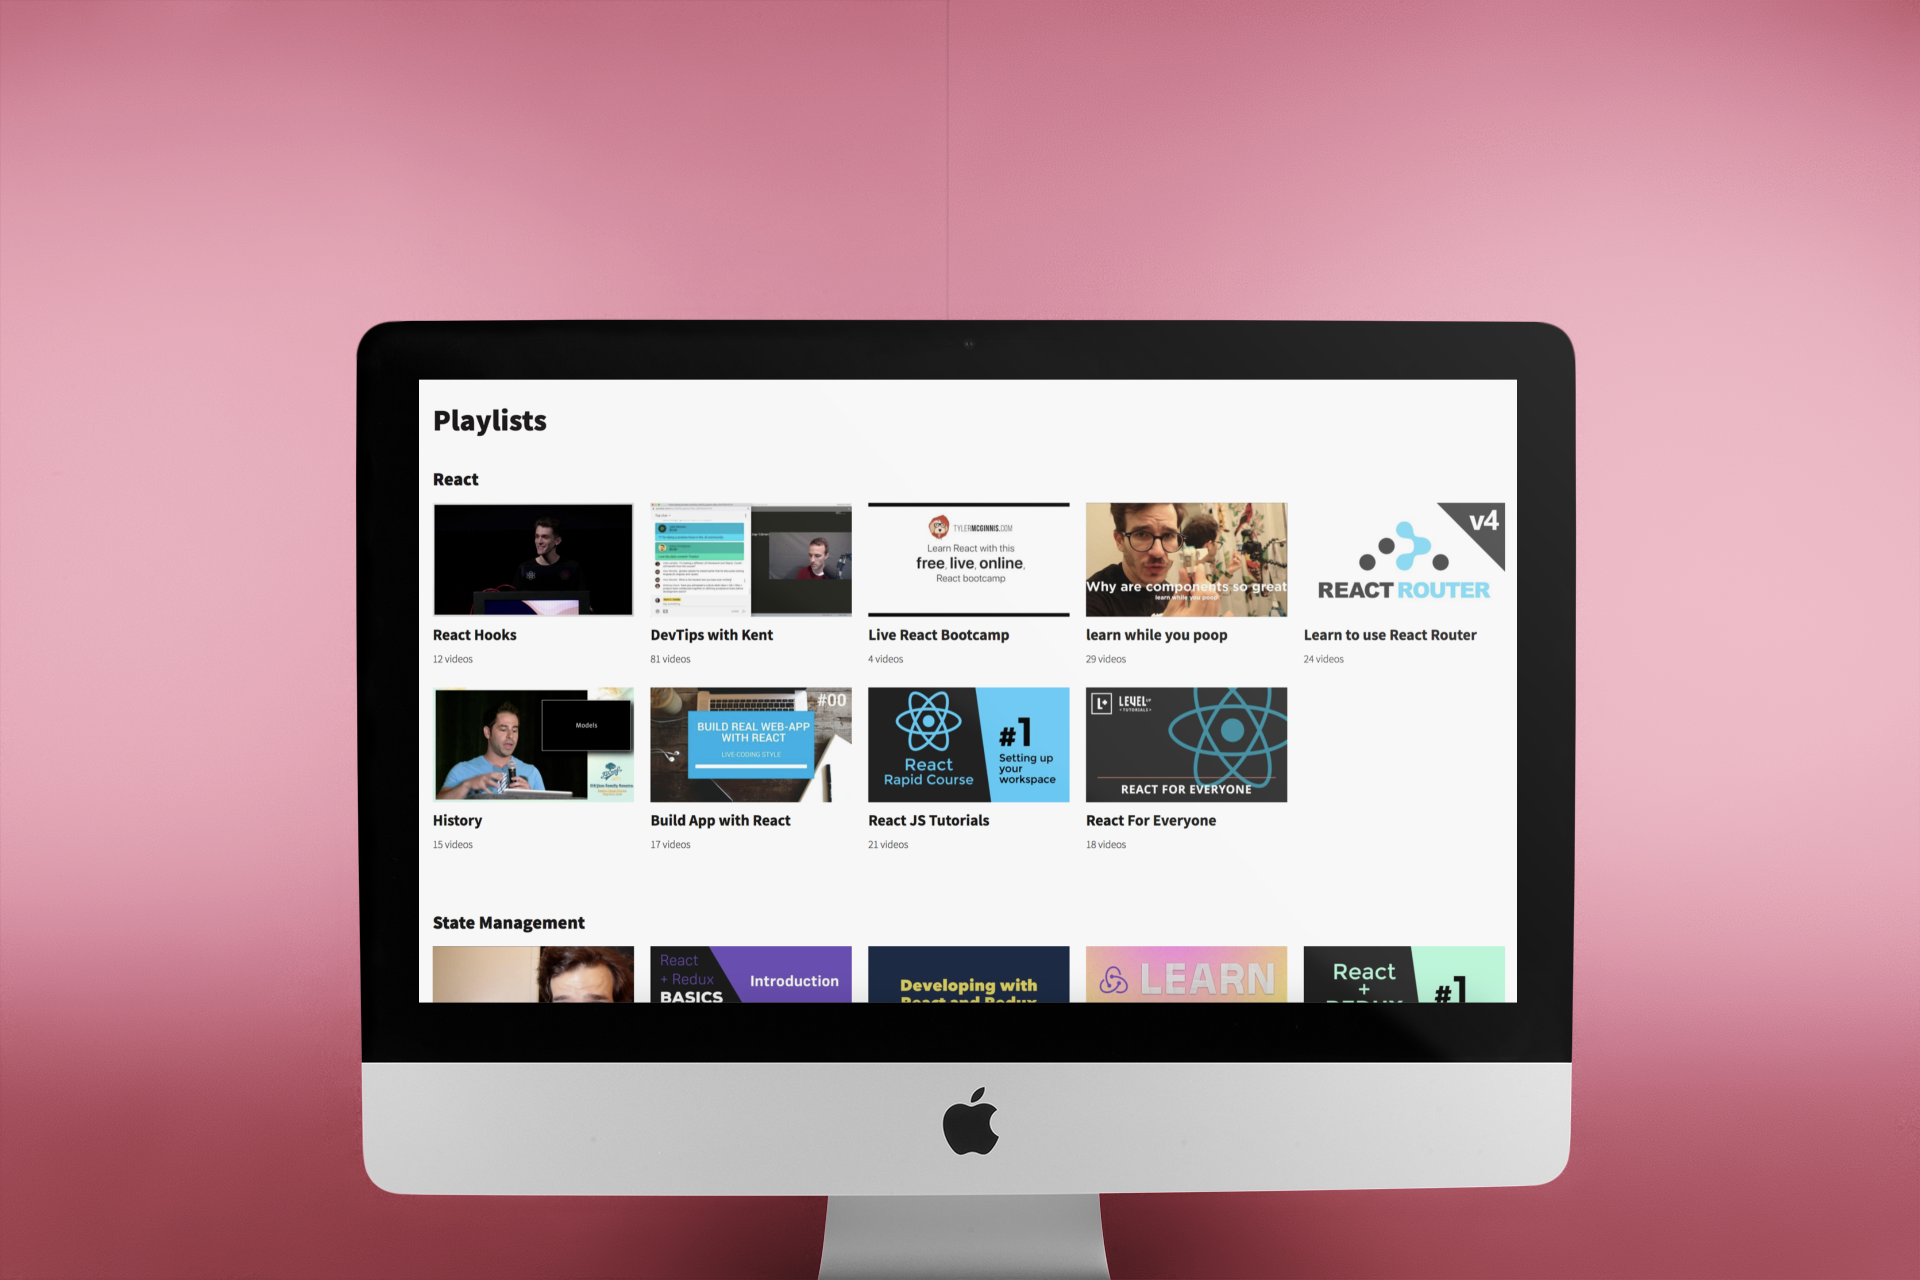 Playlists
React
v4
TYLERMCGINNIS.COM
Learn React with this
free, live, online,
React bootcamp
Why are components so great
learn while you poop
REACT ROUTER
React Hooks
DevTips with Kent
Live React Bootcamp
learn while you poop
Learn to use React Router
12 videos
81 videos
4 videos
29 videos
24 videos
Models
#00
BUILD REAL WEB-APP
WITH REACT
LIVE CODING STYLE
React
Rapid Course
#1
Setting up
your
workspace
LEVEL UP
TUTORIALS
REACT FOR EVERYONE
History
Build App with React
React JS Tutorials
React For Everyone
15 videos
17 videos
21 videos
18 videos
State Management
React
+ Redux
BASICS
Introduction
Developing with
React and Redux
LEARN
React
+
REDUX
#1